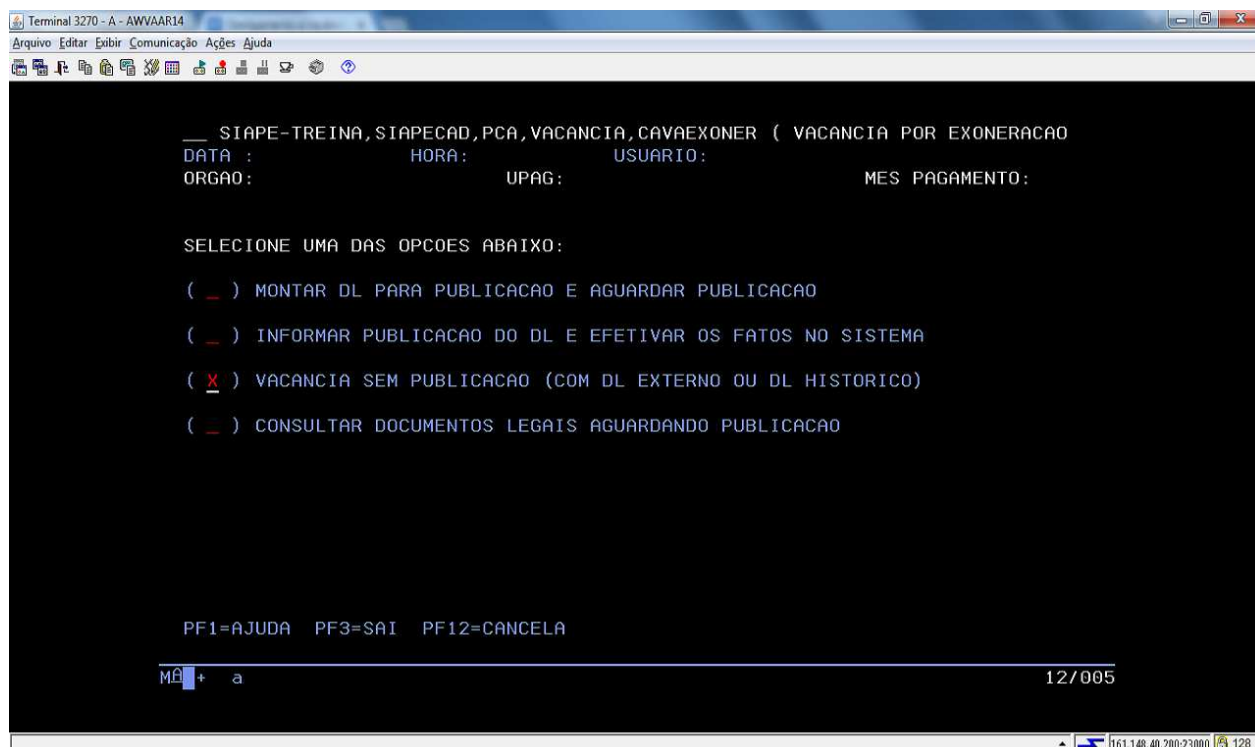 Terminal 3270 - A - AWVAAR14
Arquivo Editar Exibir Comunicação Ações Ajuda
__ SIAPE-TREINA,SIAPECAD,PCA,VACANCIA,CAVAEXONER ( VACANCIA POR EXONERACAO
DATA : HORA: USUARIO:
ORGAO: UPAG: MES PAGAMENTO:
SELECIONE UMA DAS OPCOES ABAIXO:
( _ ) MONTAR DL PARA PUBLICACAO E AGUARDAR PUBLICACAO
( _ ) INFORMAR PUBLICACAO DO DL E EFETIVAR OS FATOS NO SISTEMA
( X ) VACANCIA SEM PUBLICACAO (COM DL EXTERNO OU DL HISTORICO)
( _ ) CONSULTAR DOCUMENTOS LEGAIS AGUARDANDO PUBLICACAO
PF1=AJUDA PF3=SAI PF12=CANCELA
MA + a 12/005
161.148.40.200:23000 128